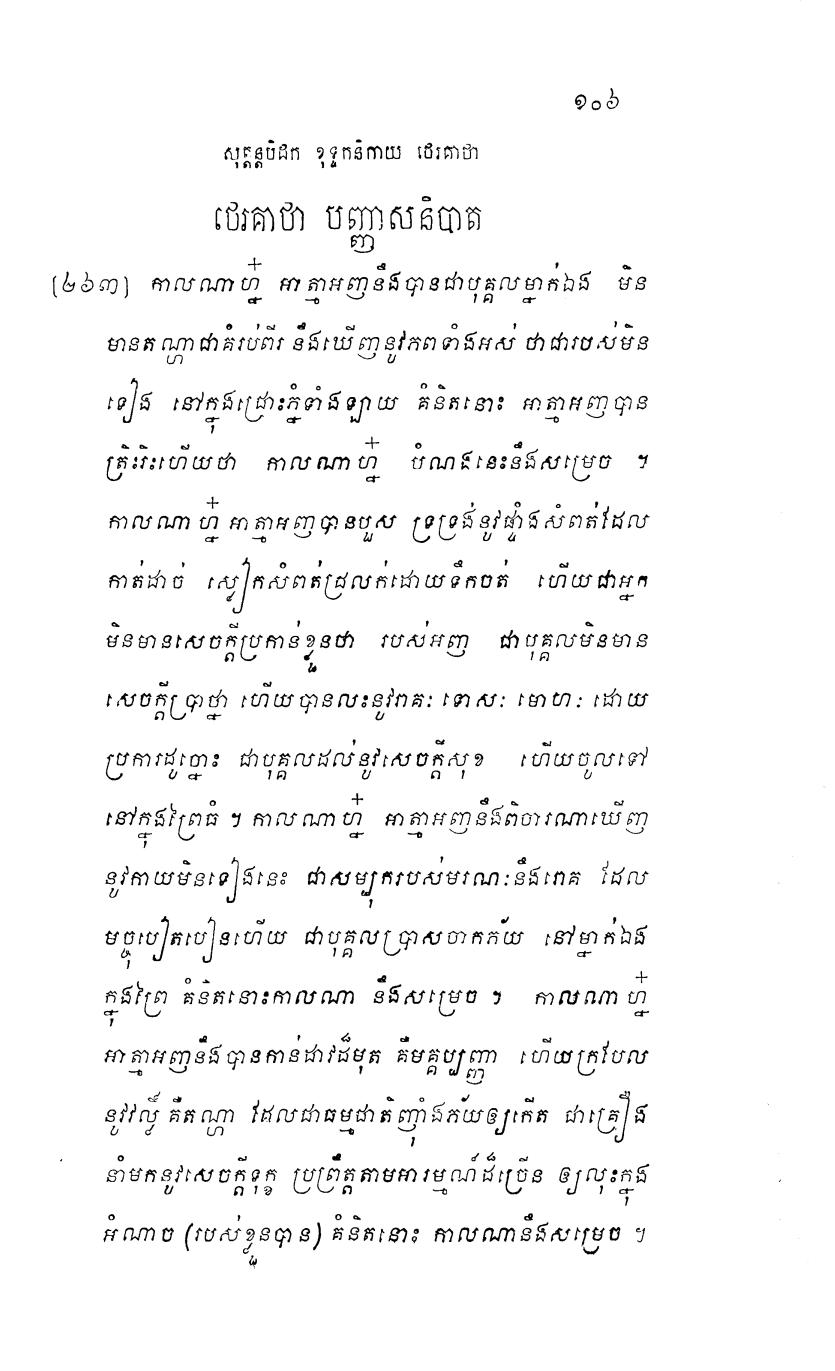 ១០៦
សុត្តន្តបិដក ខុទ្ទកនិកាយ ថេរគាថា
ថេរគាថា បញ្ញាសនិបាត
(២៦៣) កាលណាហ្ន៎ អាត្មាអញនឹងបានជាបុគ្គលម្នាក់ឯង មិន
មានតណ្ហាជាគំរប់ពីរ នឹងឃើញនូវភពទាំងអស់ ថាជារបស់មិន
ទៀង នៅក្នុងជ្រោះភ្នំទាំងឡាយ គំនិតនោះ អាត្មាអញបាន
ត្រិះរិះហើយថា កាលណាហ្ន៎ បំណងនេះនឹងសម្រេច ។
កាលណាហ្ន៎ អាត្មាអញបានបួស ទ្រទ្រង់នូវផ្ទាំងសំពត់ដែល
កាត់ដាច់ ស្លៀកសំពត់ជ្រលក់ដោយទឹកចត់ ហើយជាអ្នក
មិនមានសេចក្តីប្រកាន់ខ្លួនថា របស់អញ ជាបុគ្គលមិនមាន
សេចក្តីប្រាថ្នា ហើយបានលះនូវរាគៈ ទោសៈ មោហៈ ដោយ
ប្រការដូច្នោះ ជាបុគ្គលដល់នូវសេចក្តីសុខ ហើយចូលទៅ
នៅក្នុងព្រៃធំ ។ កាលណាហ្ន៎ អាត្មាអញនឹងពិចារណាឃើញ
នូវកាយមិនទៀងនេះ ជាសម្បុករបស់មរណៈនឹងរោគ ដែល
មច្ចុបៀតបៀនហើយ ជាបុគ្គលប្រាសចាកភ័យ នៅម្នាក់ឯង
ក្នុងព្រៃ គំនិតនោះកាលណា នឹងសម្រេច ។ កាលណាហ្ន៎
អាត្មាអញនឹងបានកាន់ដាវដ៏មុត គឺមគ្គប្បញ្ញា ហើយក្របែល
នូវវល្លិ៍ គឺតណ្ហា ដែលជាធម្មជាតិញ៉ាំងភ័យឲ្យកើត ជាគ្រឿង
នាំមកនូវសេចក្តីទុក្ខ ប្រព្រឹត្តតាមអារម្មណ៍ដ៏ច្រើន ឲ្យលុះក្នុង
អំណាច (របស់ខ្លួនបាន) គំនិតនោះ កាលណានឹងសម្រេច ។